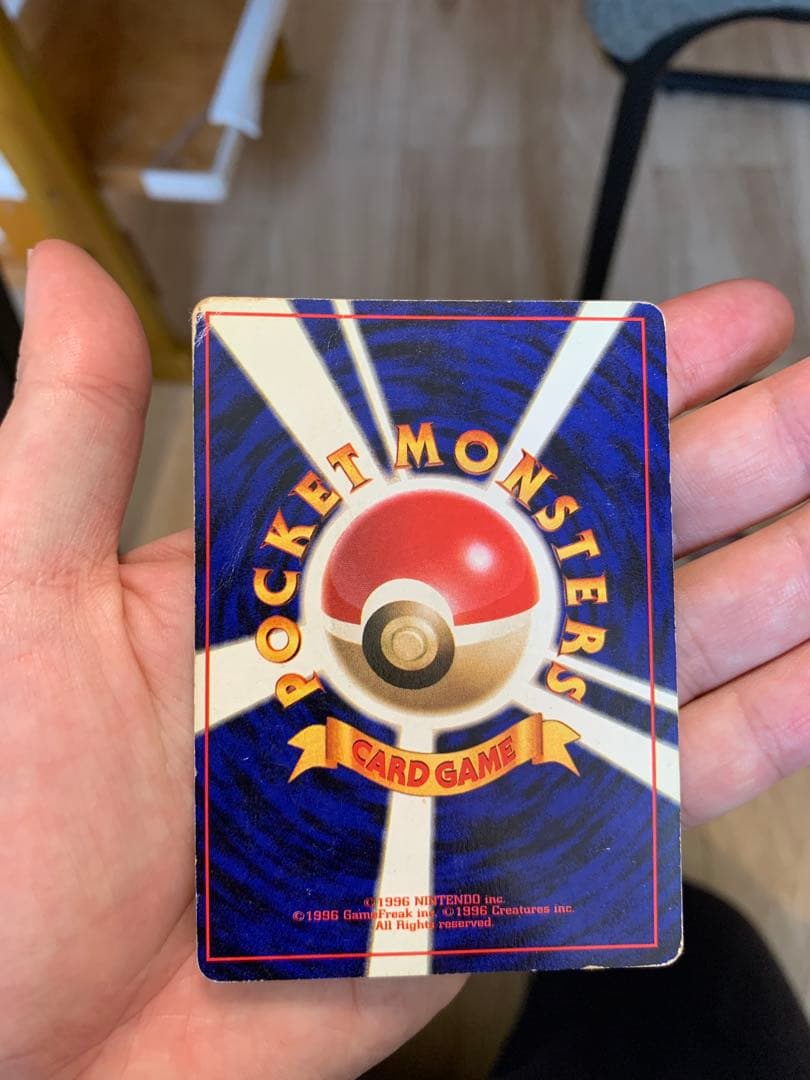 POCKET MONSTERS
CARD GAME
©1996 NINTENDO inc.
©1996 GameFreak inc. ©1996 Creatures inc.
All Rights reserved.